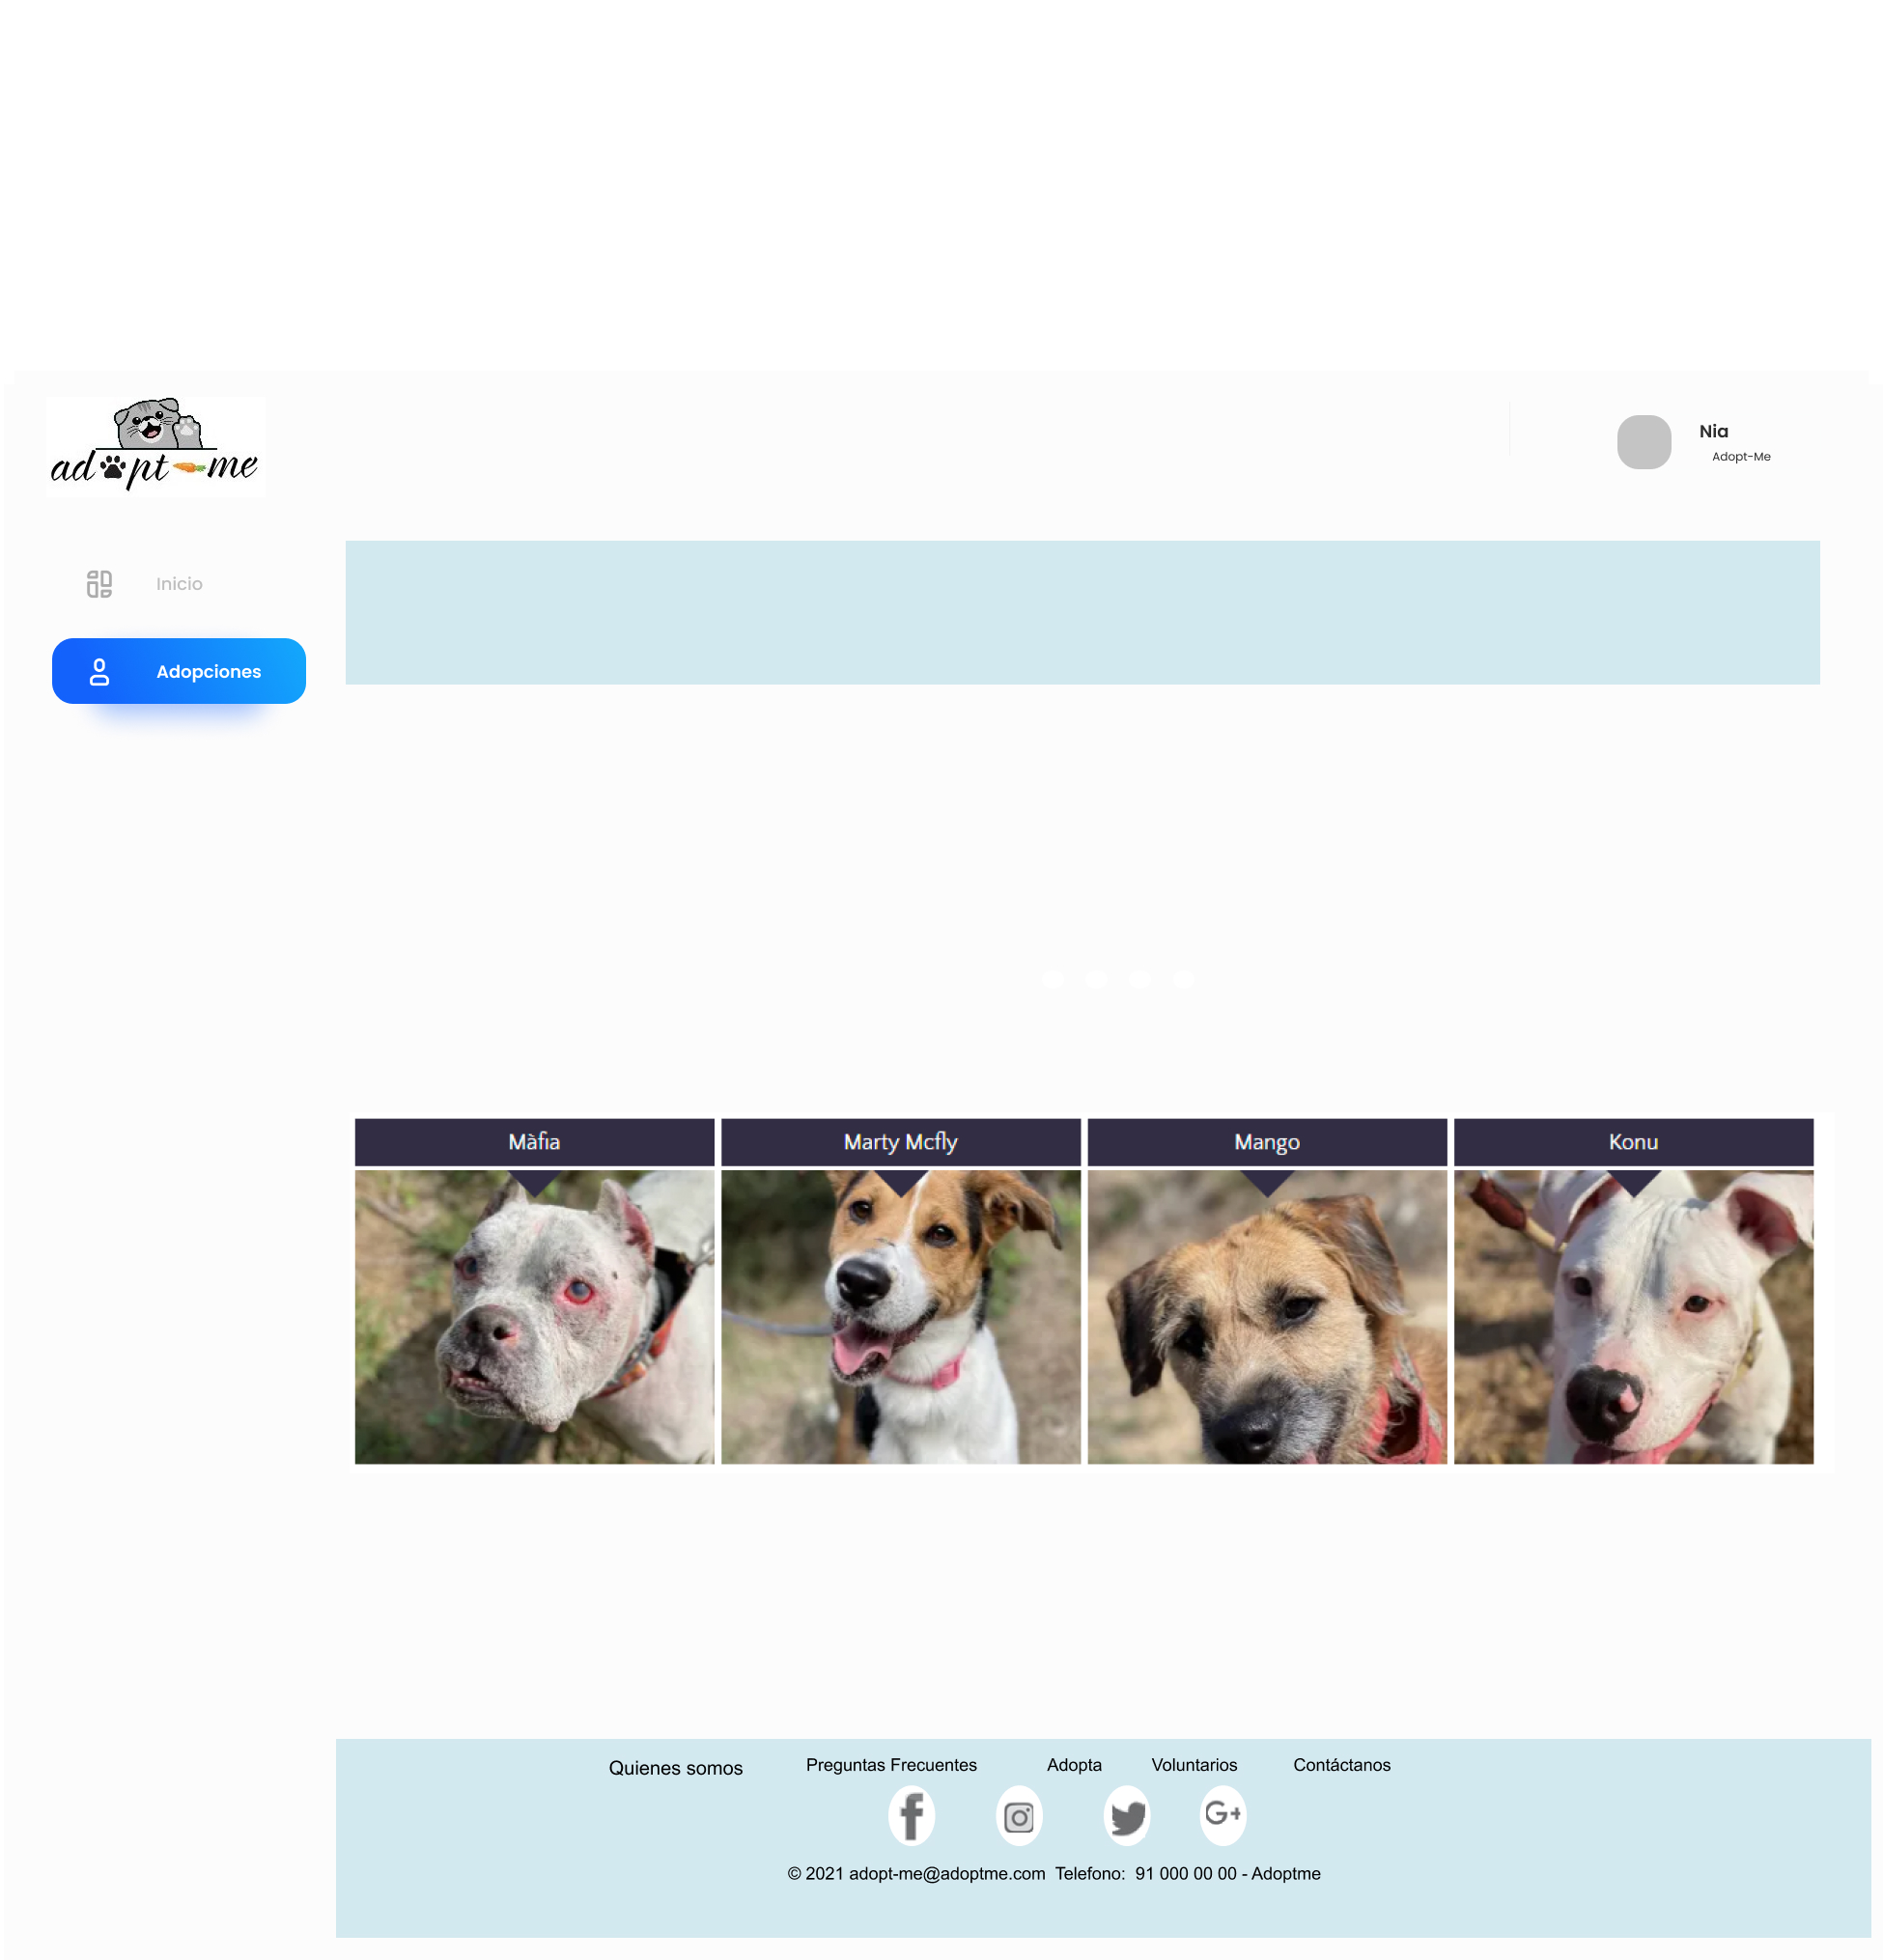 adopt-me
Nia
Adopt-Me
Inicio
Adopciones
Màfia
Marty Mcfly
Mango
Konu
Quienes somos
Preguntas Frecuentes
Adopta
Voluntarios
Contáctanos
f
G+
© 2021 adopt-me@adoptme.com Telefono: 91 000 00 00 - Adoptme